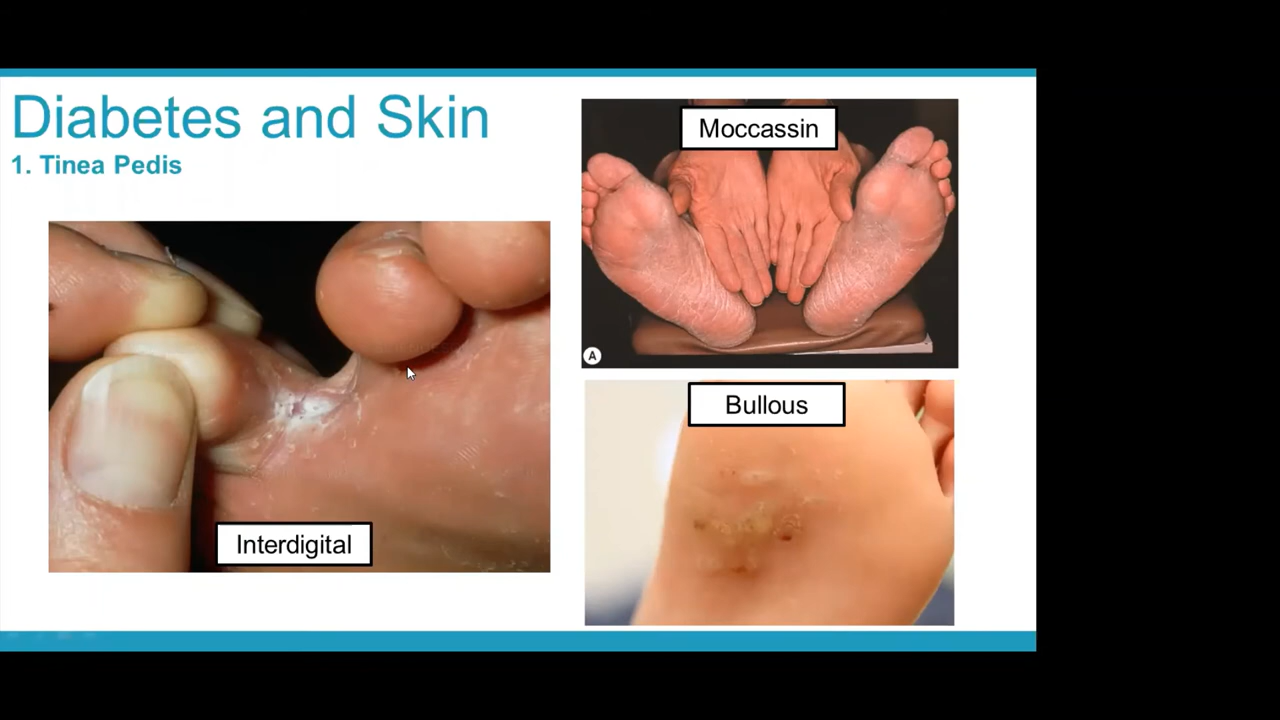 Diabetes and Skin
1. Tinea Pedis
Interdigital
Moccassin
A
Bullous